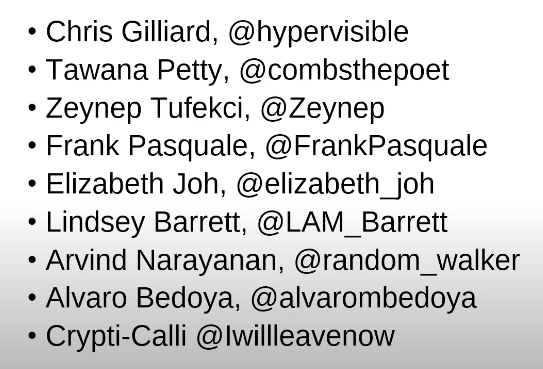 • Chris Gilliard, @hypervisible
• Tawana Petty, @combsthepoet
• Zeynep Tufekci, @Zeynep
• Frank Pasquale, @FrankPasquale
• Elizabeth Joh, @elizabeth_joh
• Lindsey Barrett, @LAM_Barrett
• Arvind Narayanan, @random_walker
• Alvaro Bedoya, @alvarombedoya
• Crypti-Calli @Iwillleavenow